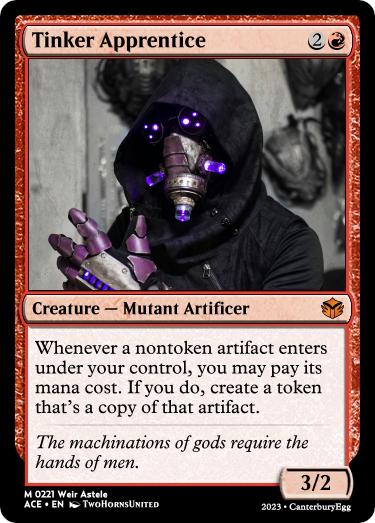 Tinker Apprentice 2
Creature — Mutant Artificer
Whenever a nontoken artifact enters
under your control, you may pay its
mana cost. If you do, create a token
that's a copy of that artifact.
The machinations of gods require the
hands of men.
3/2
M 0221 Weir Astele
ACE • EN TwoHornsUnited
2023 • CanterburyEgg